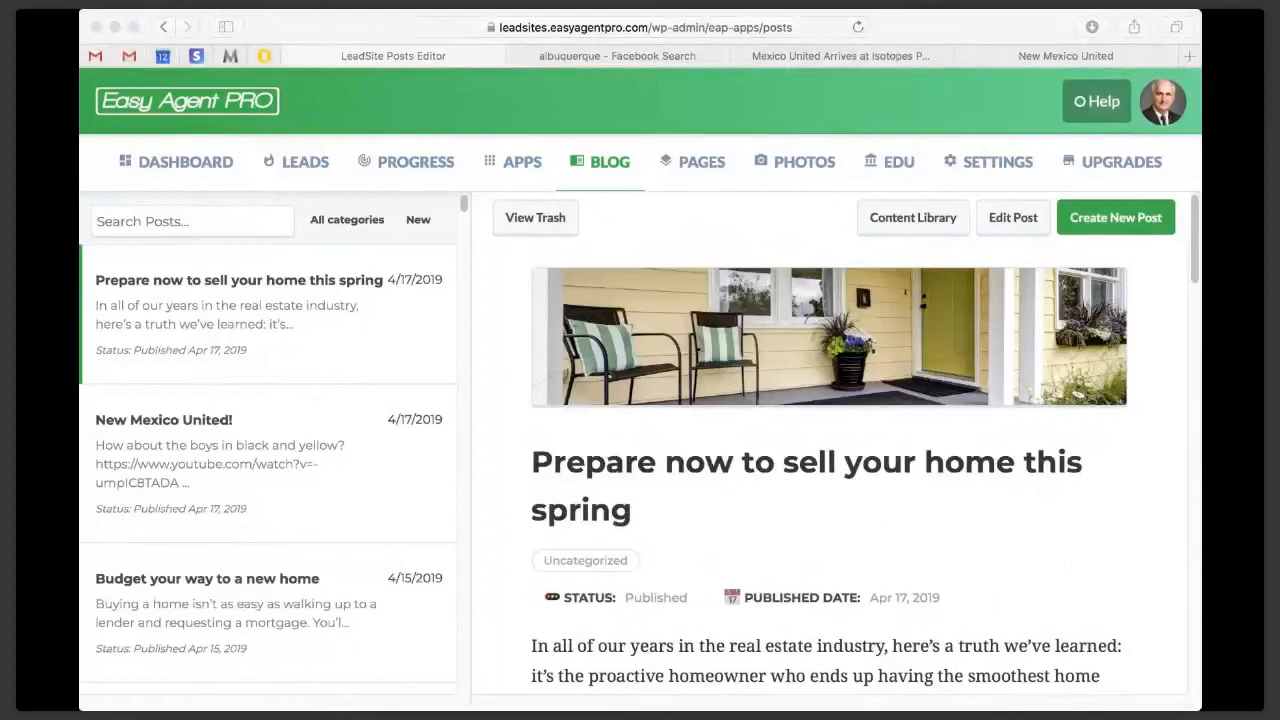 leadsites.easyagentpro.com/wp-admin/eap-apps/posts
12
S
M
LeadSite Posts Editor
albuquerque - Facebook Search
Mexico United Arrives at Isotopes P...
New Mexico United
Easy Agent PRO
Help
DASHBOARD
LEADS
PROGRESS
APPS
BLOG
PAGES
PHOTOS
EDU
SETTINGS
UPGRADES
Search Posts...
All categories
New
View Trash
Content Library
Edit Post
Create New Post
Prepare now to sell your home this spring 4/17/2019
In all of our years in the real estate industry,
here's a truth we've learned: it's...
Status: Published Apr 17, 2019
New Mexico United! 4/17/2019
How about the boys in black and yellow?
https://www.youtube.com/watch?v=-
umpIC8TADA ...
Status: Published Apr 17, 2019
Budget your way to a new home 4/15/2019
Buying a home isn't as easy as walking up to a
lender and requesting a mortgage. You'l...
Status: Published Apr 15, 2019
Prepare now to sell your home this
spring
Uncategorized
STATUS: Published
17 PUBLISHED DATE: Apr 17, 2019
In all of our years in the real estate industry, here's a truth we've learned:
it's the proactive homeowner who ends up having the smoothest home